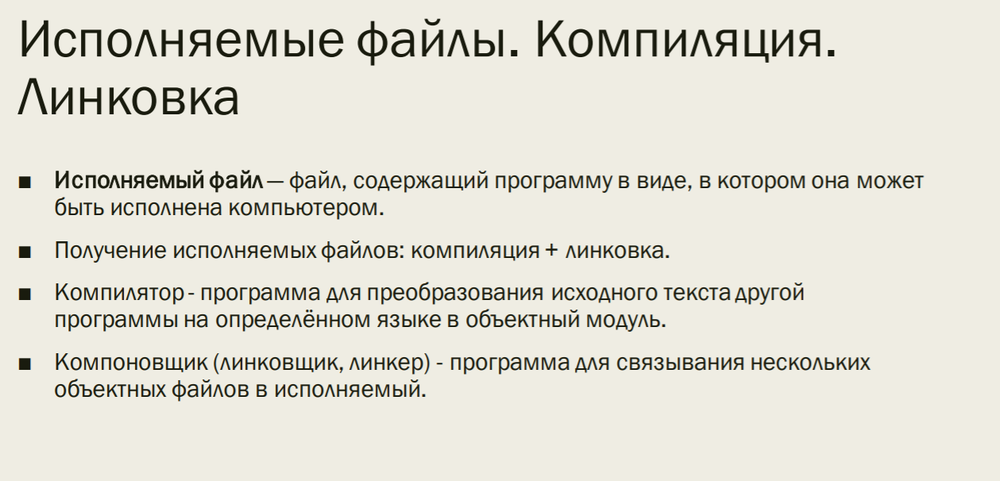 Исполняемые файлы. Компиляция.
Линковка
■ Исполняемый файл — файл, содержащий программу в виде, в котором она может
быть исполнена компьютером.
■ Получение исполняемых файлов: компиляция + линковка.
■ Компилятор - программа для преобразования исходного текста другой
программы на определённом языке в объектный модуль.
■ Компоновщик (линковщик, линкер) - программа для связывания нескольких
объектных файлов в исполняемый.